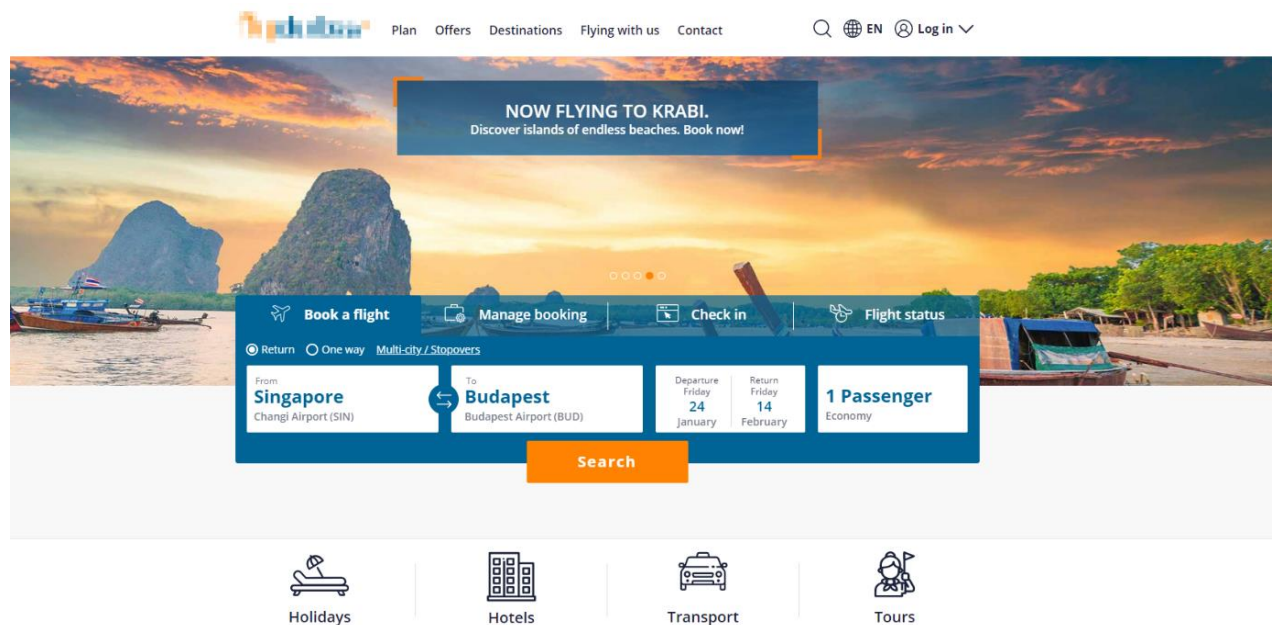 Plan Offers Destinations Flying with us Contact EN Log in
NOW FLYING TO KRABI.
Discover islands of endless beaches. Book now!
Book a flight Manage booking Check in Flight status
Return One way Multi-city / Stopovers
From
Singapore
Changi Airport (SIN)
To
Budapest
Budapest Airport (BUD)
Departure
Friday
24
January
Return
Friday
14
February
1 Passenger
Economy
Search
Holidays Hotels Transport Tours